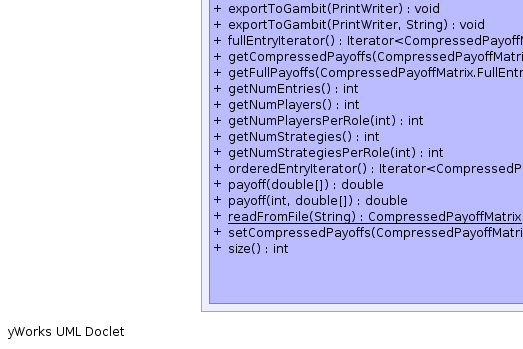 + exportToGambit(PrintWriter) : void
+ exportToGambit(PrintWriter, String) : void
+ fullEntryIterator() : Iterator<CompressedPayoffM
+ getCompressedPayoffs(CompressedPayoffMatri
+ getFullPayoffs(CompressedPayoffMatrix.FullEntr
+ getNumEntries() : int
+ getNumPlayers() : int
+ getNumPlayersPerRole(int) : int
+ getNumStrategies() : int
+ getNumStrategiesPerRole(int) : int
+ orderedEntryIterator() : Iterator<CompressedP
+ payoff(double[]) : double
+ payoff(int, double[]) : double
+ readFromFile(String) : CompressedPayoffMatrix
+ setCompressedPayoffs(CompressedPayoffMatri
+ size() : int
yWorks UML Doclet